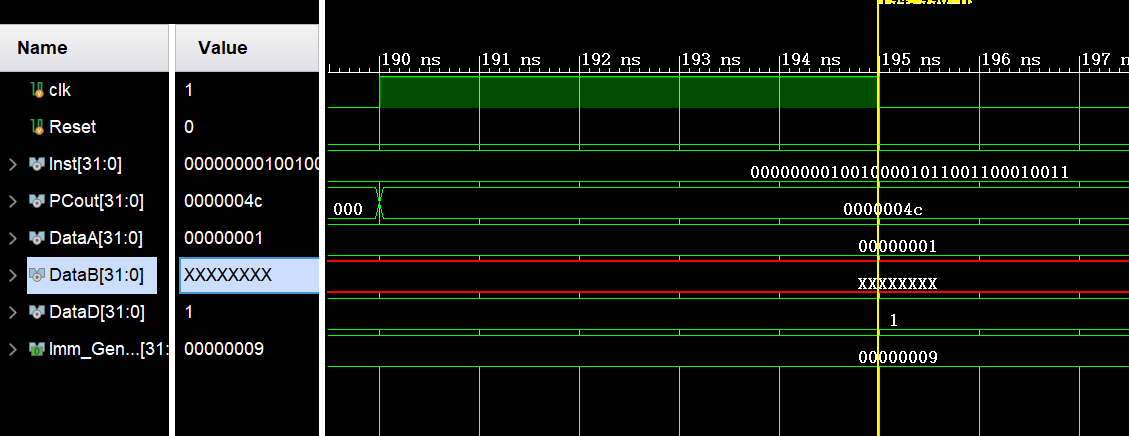 Name Value
190 ns 191 ns 192 ns 193 ns 194 ns 195 ns 196 ns 197 n
clk 1
Reset 0
Inst[31:0] 00000000100100 00000000100100001011001100010011
PCout[31:0] 0000004c 000 0000004c
DataA[31:0] 00000001 00000001
DataB[31:0] XXXXXXXX XXXXXXXX
DataD[31:0] 1 1
Imm_Gen...[31: 00000009 00000009